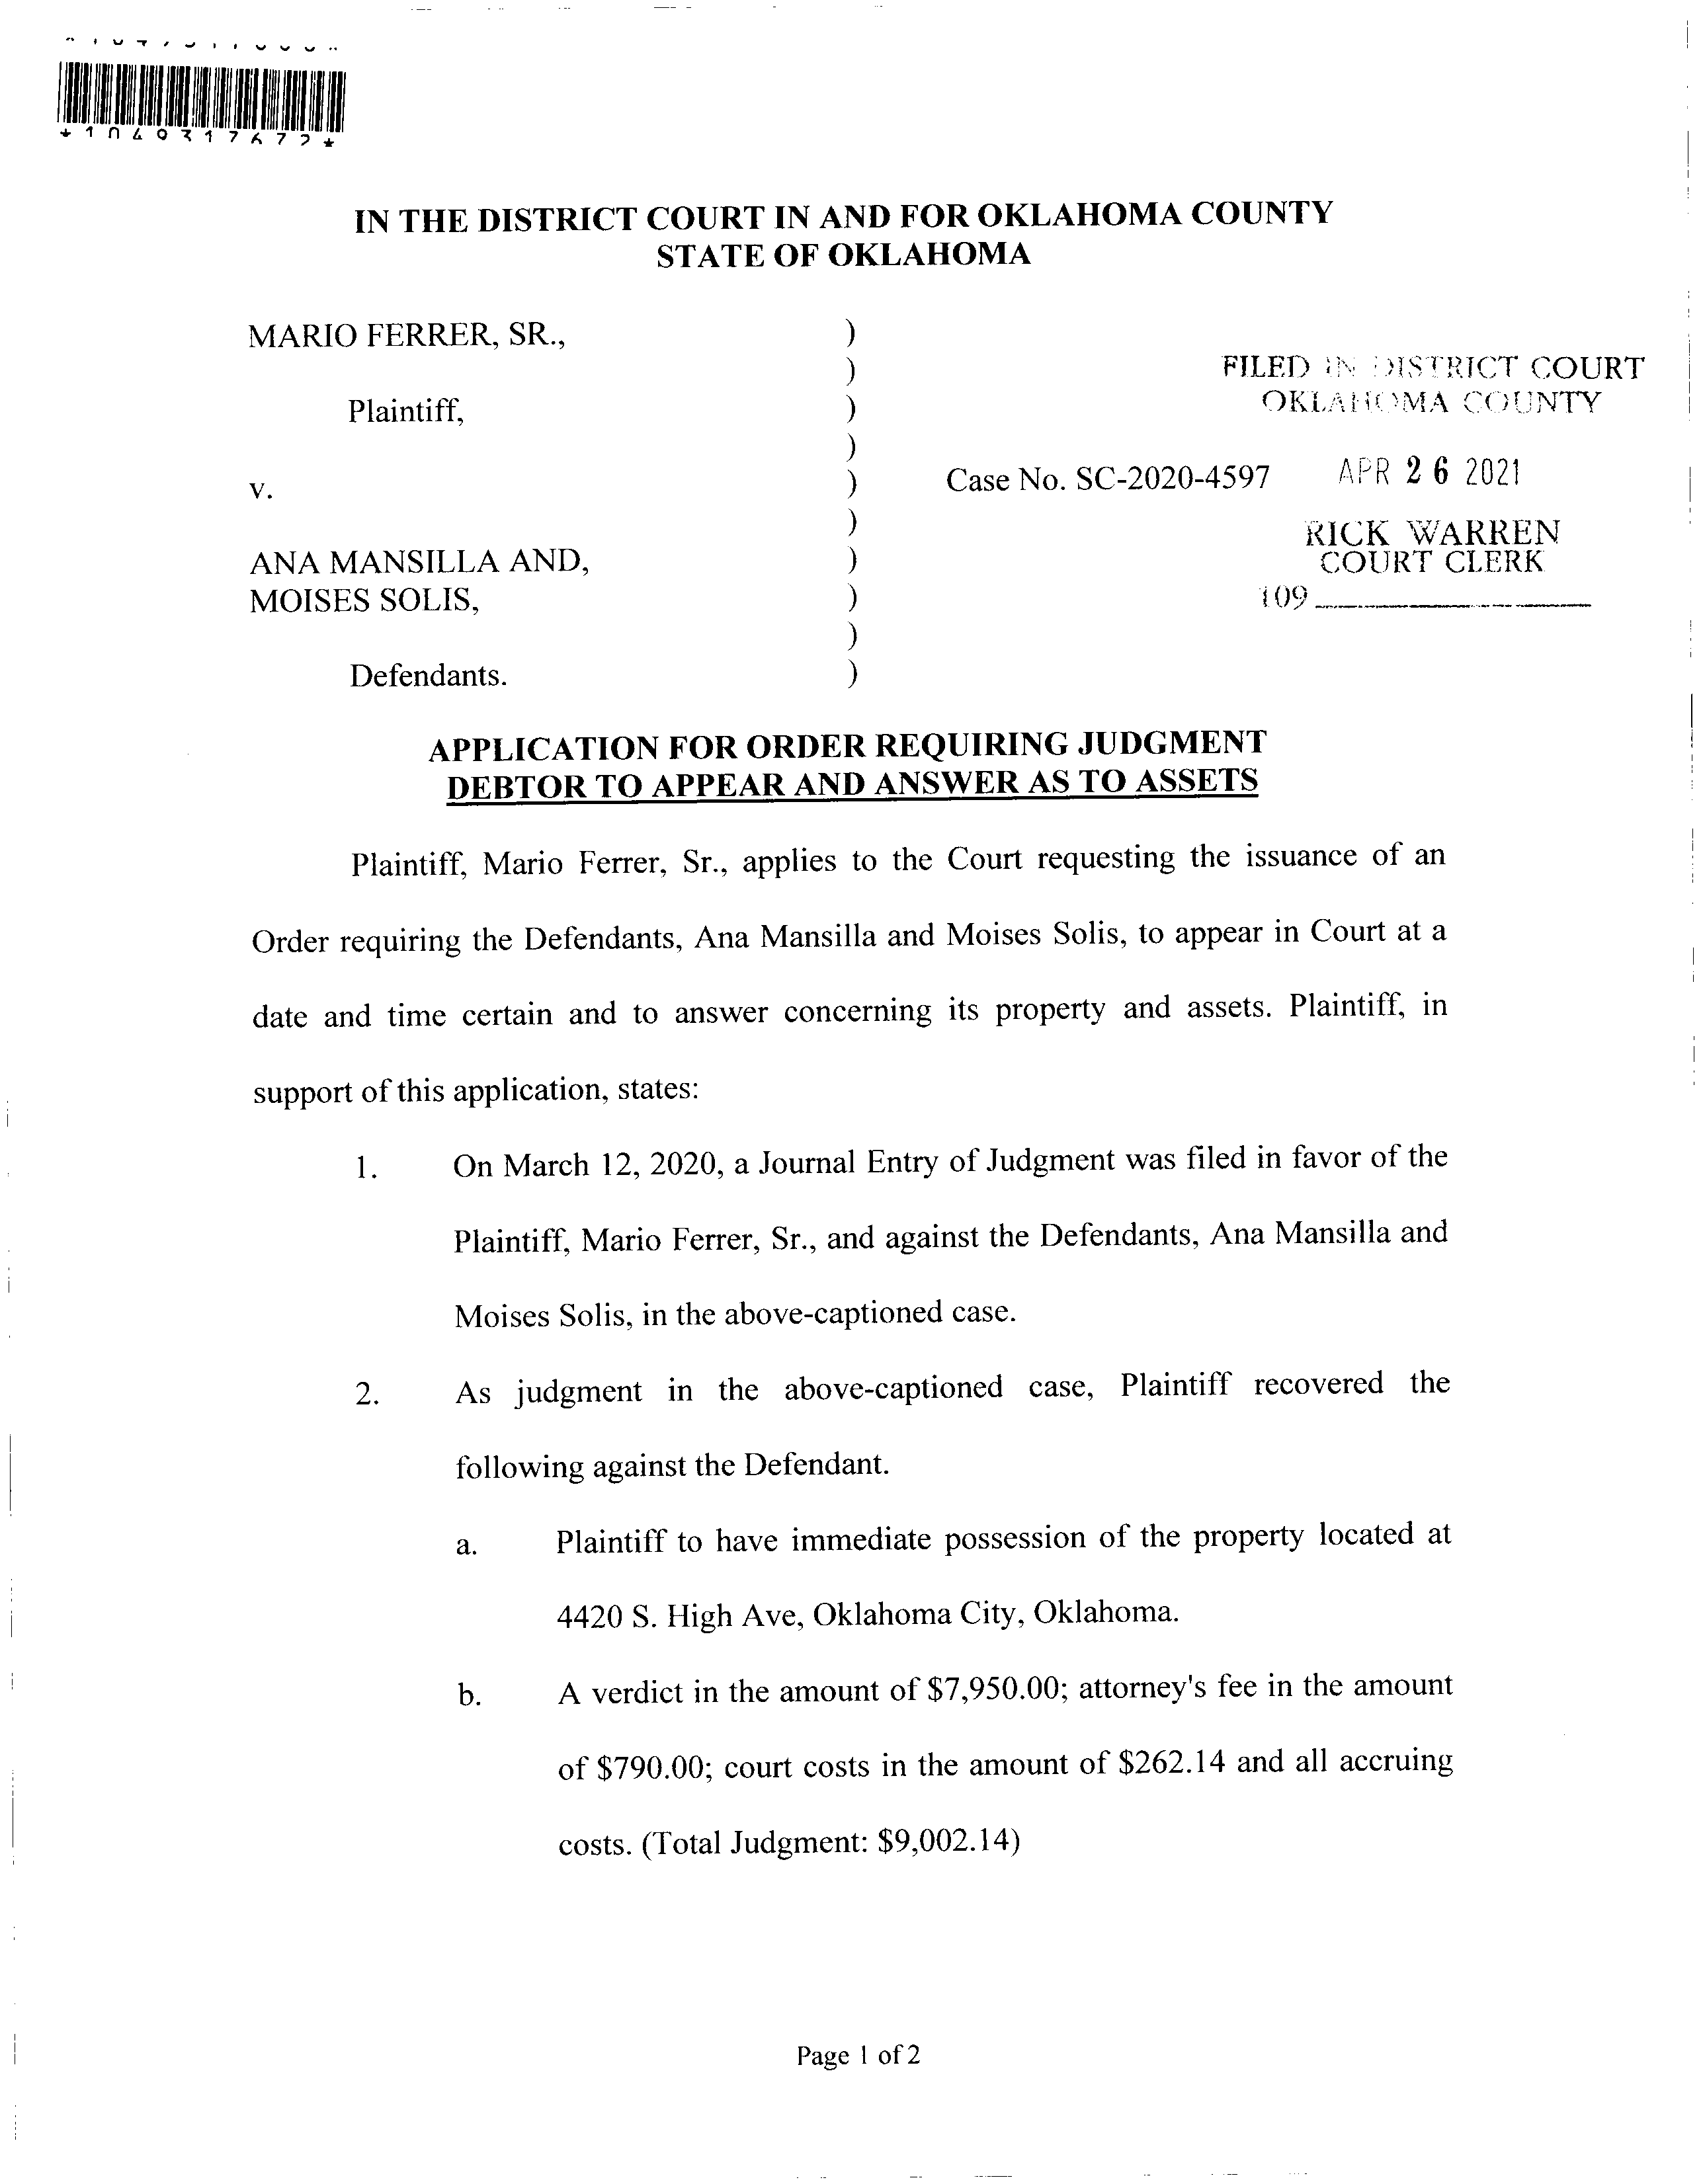 *1049317672*
IN THE DISTRICT COURT IN AND FOR OKLAHOMA COUNTY
STATE OF OKLAHOMA
MARIO FERRER, SR., )
)
Plaintiff, )
)
v. )
)
ANA MANSILLA AND, )
MOISES SOLIS, )
)
Defendants. )
FILED IN DISTRICT COURT
OKLAHOMA COUNTY
Case No. SC-2020-4597
APR 26 2021
RICK WARREN
COURT CLERK
109
APPLICATION FOR ORDER REQUIRING JUDGMENT
DEBTOR TO APPEAR AND ANSWER AS TO ASSETS
Plaintiff, Mario Ferrer, Sr., applies to the Court requesting the issuance of an
Order requiring the Defendants, Ana Mansilla and Moises Solis, to appear in Court at a
date and time certain and to answer concerning its property and assets. Plaintiff, in
support of this application, states:
1. On March 12, 2020, a Journal Entry of Judgment was filed in favor of the
Plaintiff, Mario Ferrer, Sr., and against the Defendants, Ana Mansilla and
Moises Solis, in the above-captioned case.
2. As judgment in the above-captioned case, Plaintiff recovered the
following against the Defendant.
a. Plaintiff to have immediate possession of the property located at
4420 S. High Ave, Oklahoma City, Oklahoma.
b. A verdict in the amount of $7,950.00; attorney's fee in the amount
of $790.00; court costs in the amount of $262.14 and all accruing
costs. (Total Judgment: $9,002.14)
Page 1 of 2